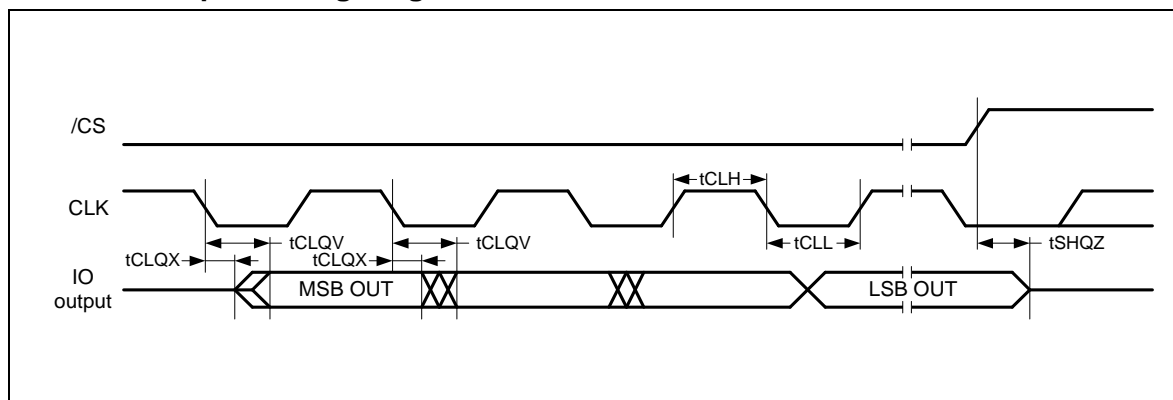 /CS
CLK
tCLH
tCLQV
tCLQV
tCLL
tSHQZ
tCLQX
tCLQX
IO
output
MSB OUT
LSB OUT